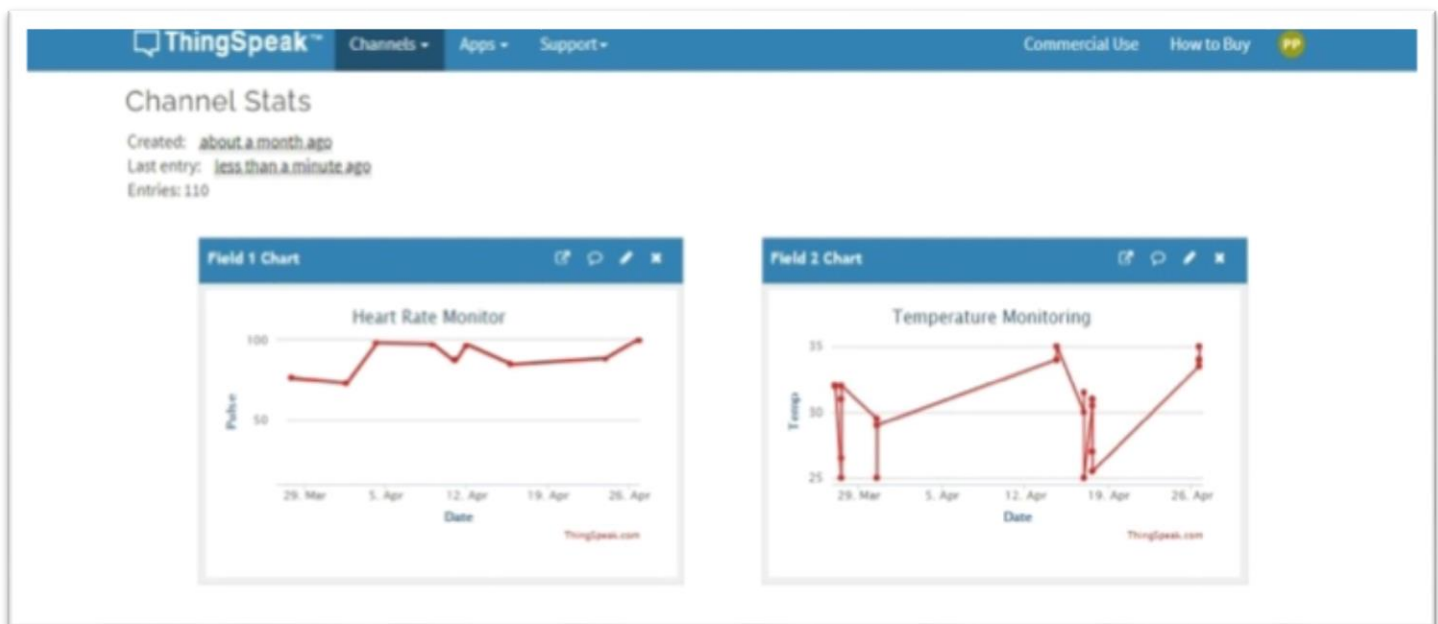 ThingSpeak™ Channels Apps Support Commercial Use How to Buy PP
Channel Stats
Created: about a month ago
Last entry: less than a minute ago
Entries: 110
Field 1 Chart
Heart Rate Monitor
100
50
Pulse
29. Mar 5. Apr 12. Apr 19. Apr 26. Apr
Date
ThingSpeak.com
Field 2 Chart
Temperature Monitoring
35
30
25
Temp
29. Mar 5. Apr 12. Apr 19. Apr 26. Apr
Date
ThingSpeak.com